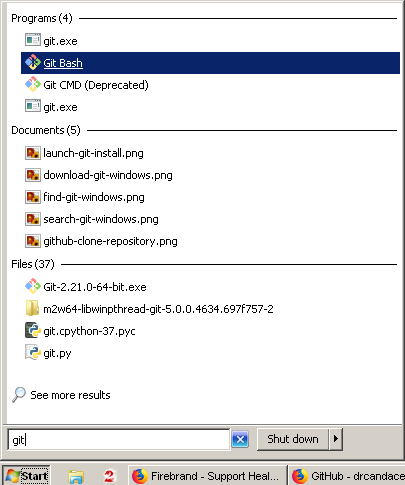 Programs (4)
git.exe
Git Bash
Git CMD (Deprecated)
git.exe
Documents (5)
launch-git-install.png
download-git-windows.png
find-git-windows.png
search-git-windows.png
github-clone-repository.png
Files (37)
Git-2.21.0-64-bit.exe
m2w64-libwinpthread-git-5.0.0.4634.697f757-2
git.cpython-37.pyc
git.py
See more results
git
Shut down
Start
2
Firebrand - Support Heal...
GitHub - drcandace